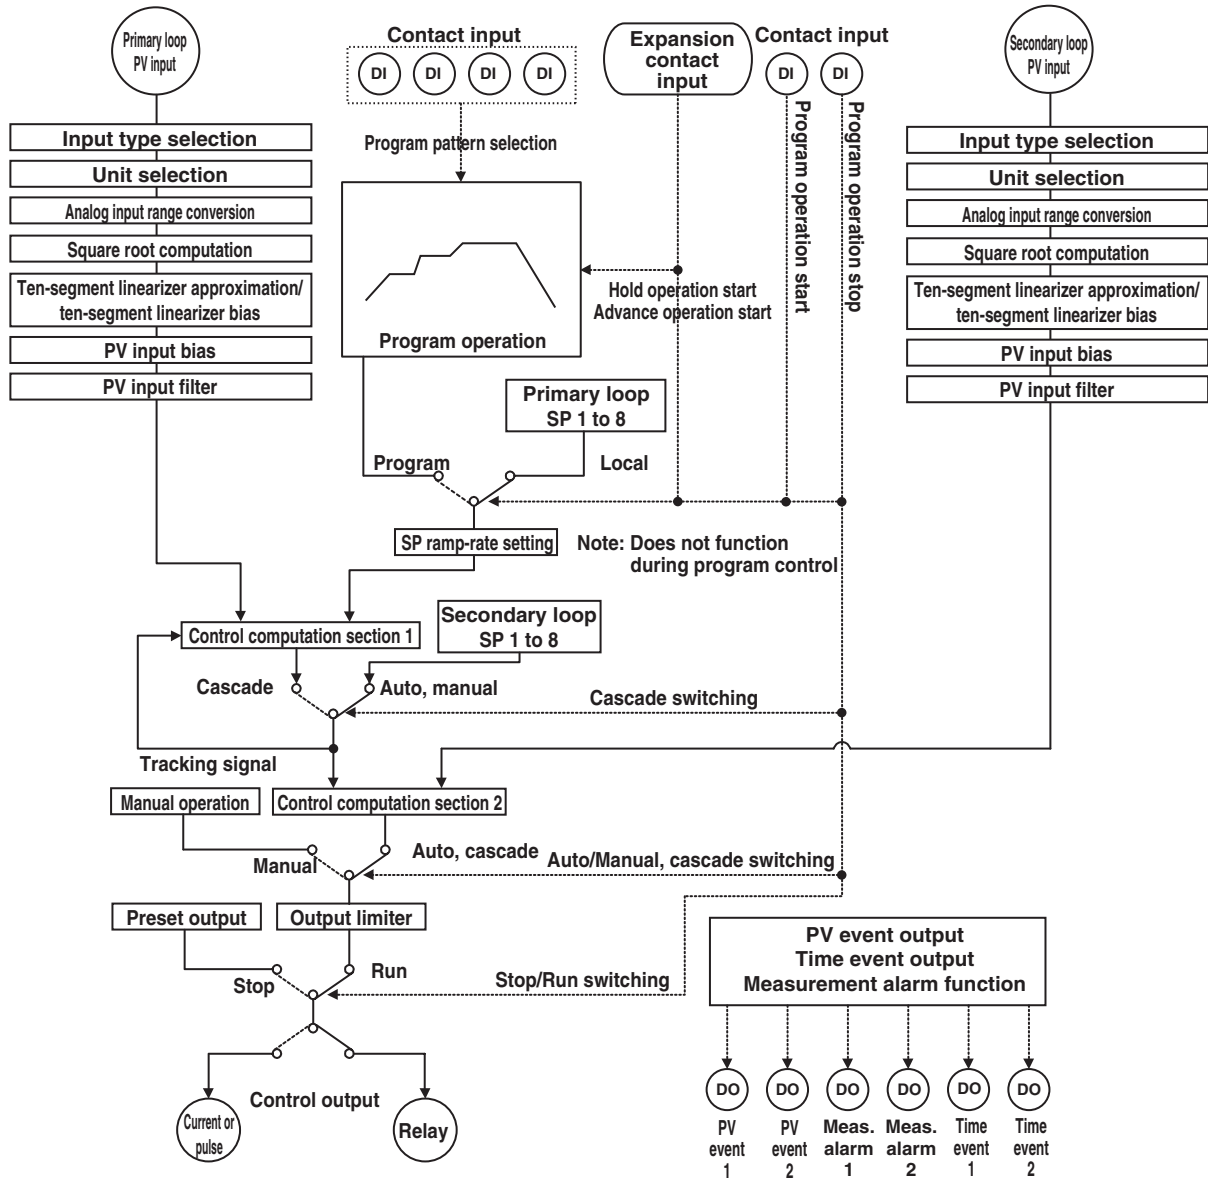 Primary loop
PV input
Input type selection
Unit selection
Analog input range conversion
Square root computation
Ten-segment linearizer approximation/
ten-segment linearizer bias
PV input bias
PV input filter
Contact input
DI DI DI DI
Program pattern selection
Program operation
Expansion
contact
input
Contact input
DI DI
Program operation start
Program operation stop
Hold operation start
Advance operation start
Secondary loop
PV input
Input type selection
Unit selection
Analog input range conversion
Square root computation
Ten-segment linearizer approximation/
ten-segment linearizer bias
PV input bias
PV input filter
Primary loop
SP 1 to 8
Program
Local
SP ramp-rate setting
Note: Does not function
during program control
Control computation section 1
Secondary loop
SP 1 to 8
Cascade
Auto, manual
Cascade switching
Tracking signal
Manual operation
Control computation section 2
Manual
Auto, cascade
Auto/Manual, cascade switching
Preset output
Output limiter
Stop
Run
Stop/Run switching
Control output
Current or
pulse
Relay
PV event output
Time event output
Measurement alarm function
DO DO DO DO DO DO
PV
event
1
PV
event
2
Meas.
alarm
1
Meas.
alarm
2
Time
event
1
Time
event
2